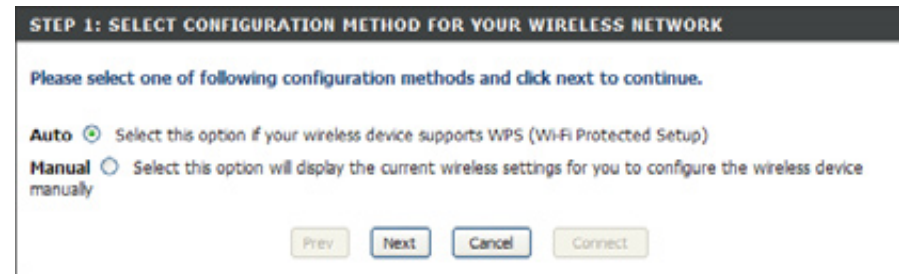 STEP 1: SELECT CONFIGURATION METHOD FOR YOUR WIRELESS NETWORK
Please select one of following configuration methods and click next to continue.
Auto Select this option if your wireless device supports WPS (Wi-Fi Protected Setup)
Manual Select this option will display the current wireless settings for you to configure the wireless device
manually
Prev Next Cancel Connect